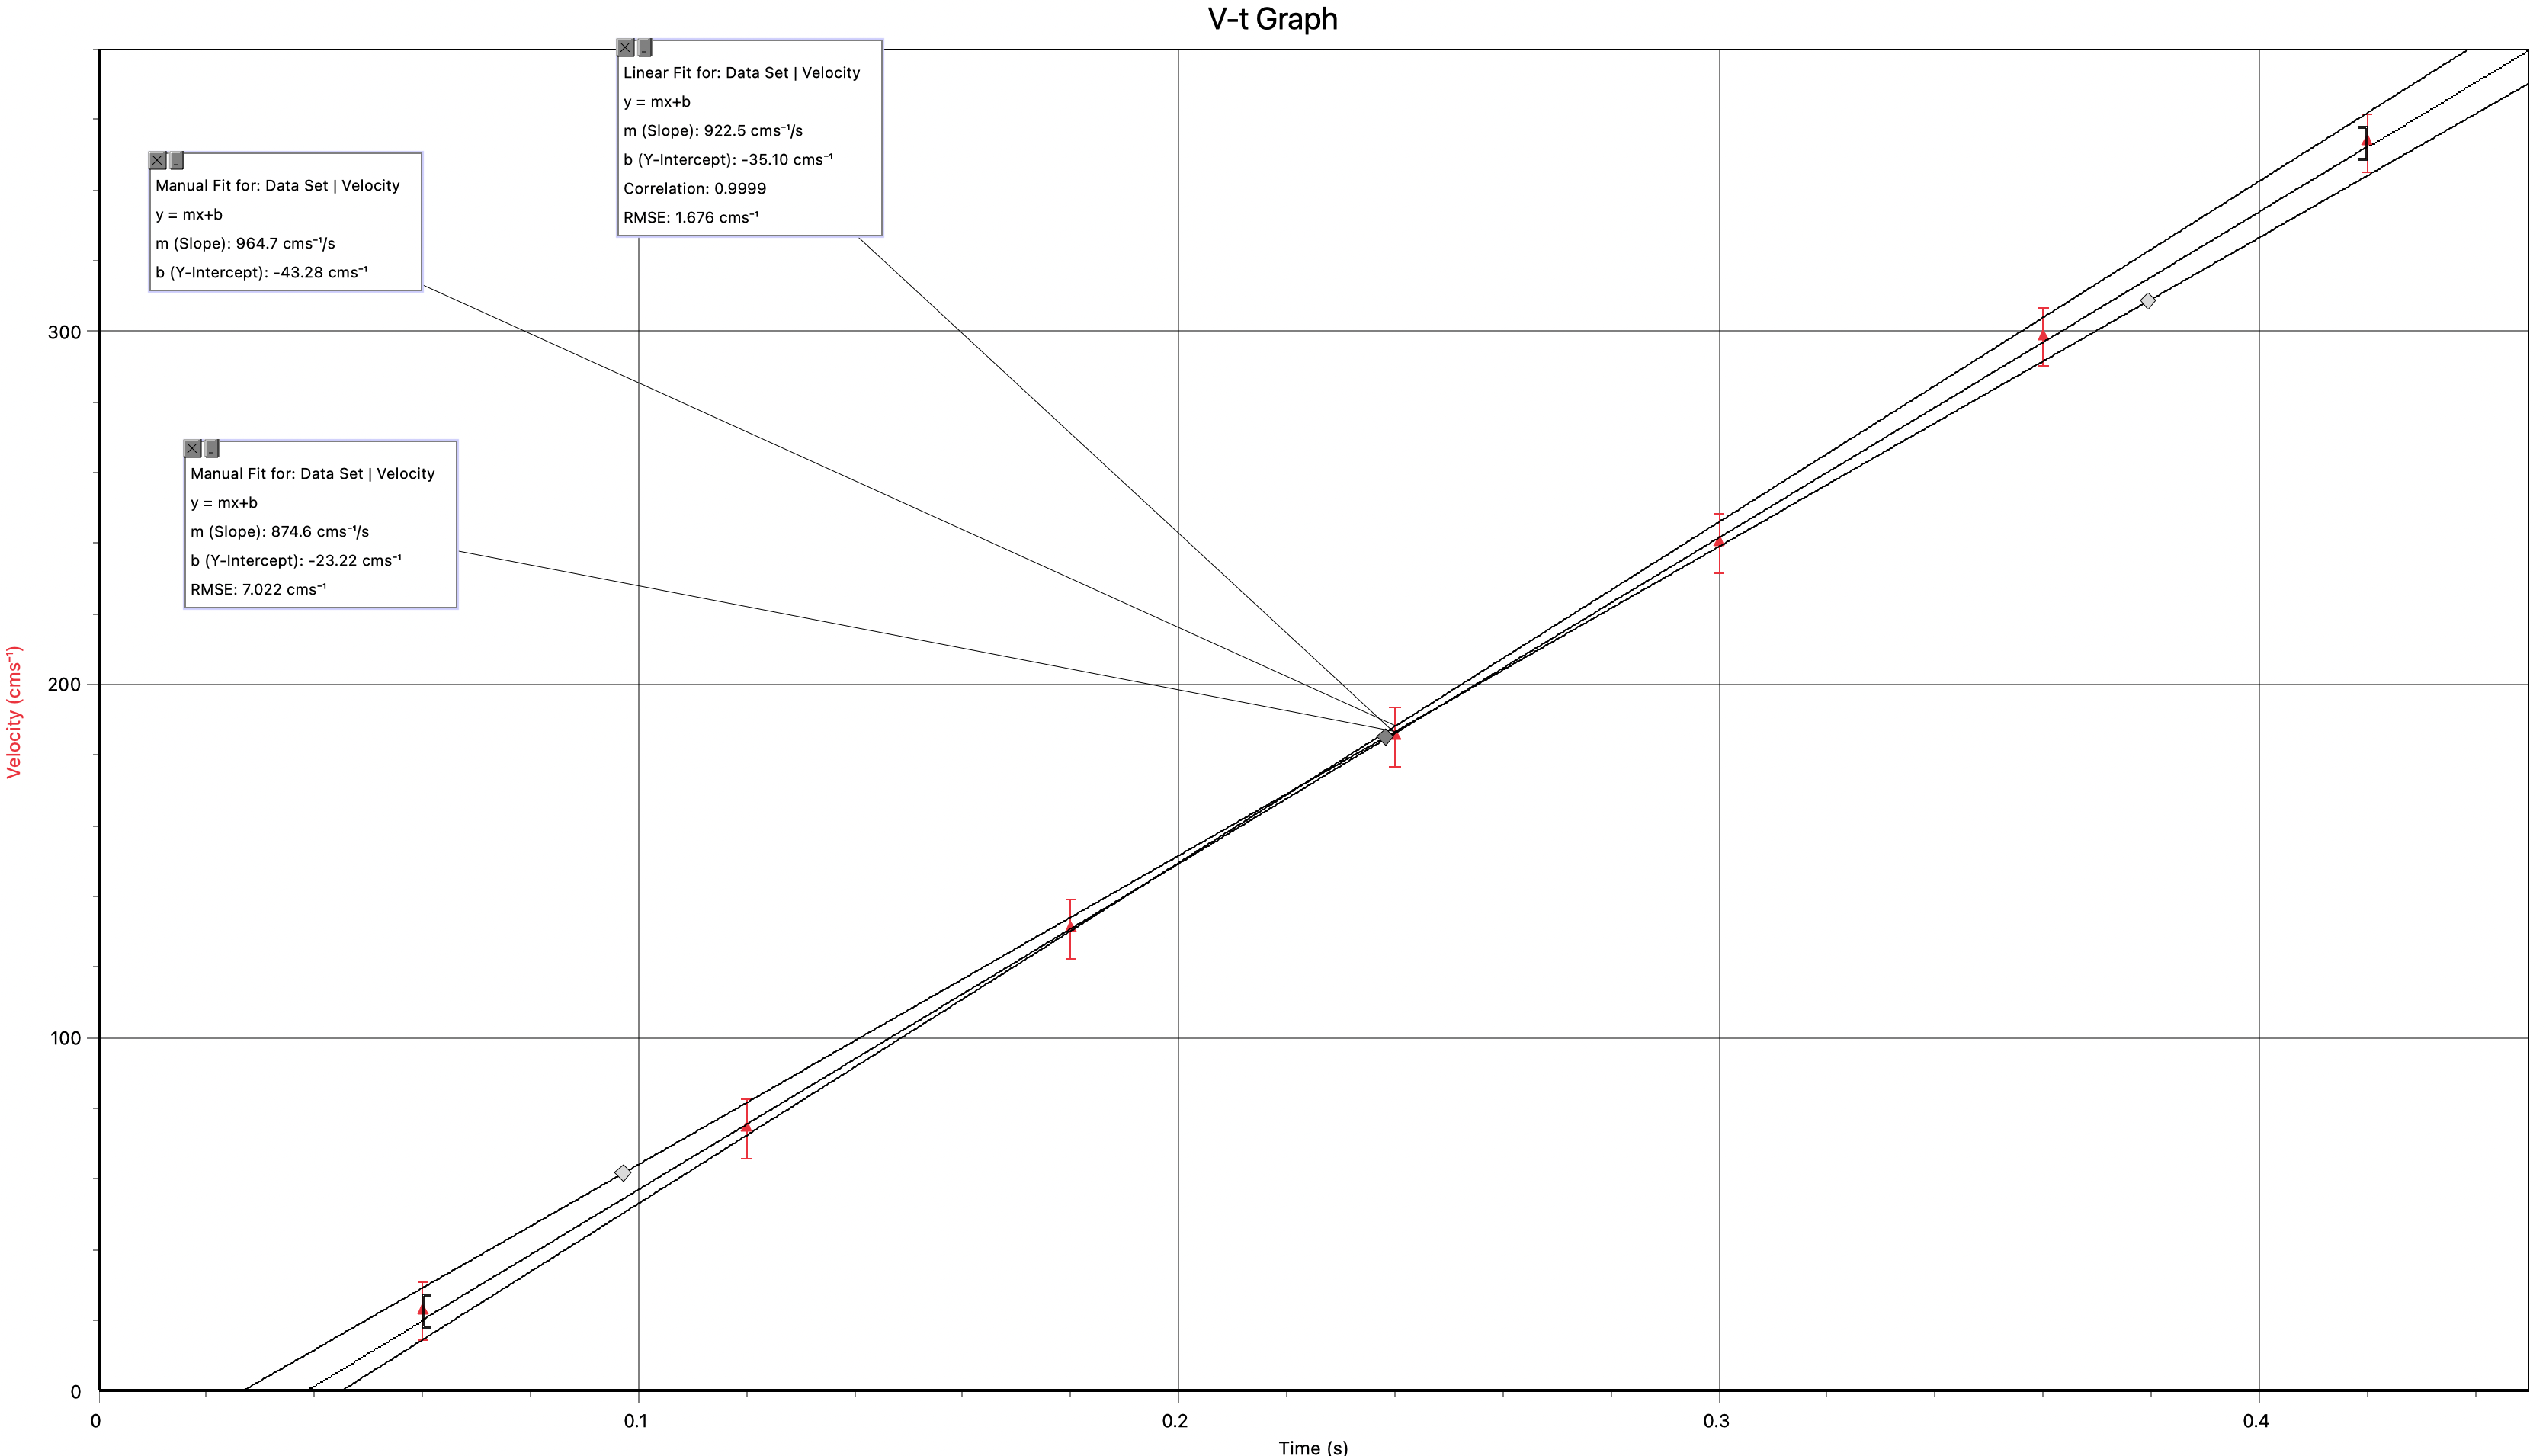 V-t Graph
Linear Fit for: Data Set | Velocity
y = mx+b
m (Slope): 922.5 cms⁻¹/s
b (Y-Intercept): -35.10 cms⁻¹
Correlation: 0.9999
RMSE: 1.676 cms⁻¹
Manual Fit for: Data Set | Velocity
y = mx+b
m (Slope): 964.7 cms⁻¹/s
b (Y-Intercept): -43.28 cms⁻¹
Manual Fit for: Data Set | Velocity
y = mx+b
m (Slope): 874.6 cms⁻¹/s
b (Y-Intercept): -23.22 cms⁻¹
RMSE: 7.022 cms⁻¹
Velocity (cms⁻¹)
300
200
100
0
0 0.1 0.2 0.3 0.4
Time (s)